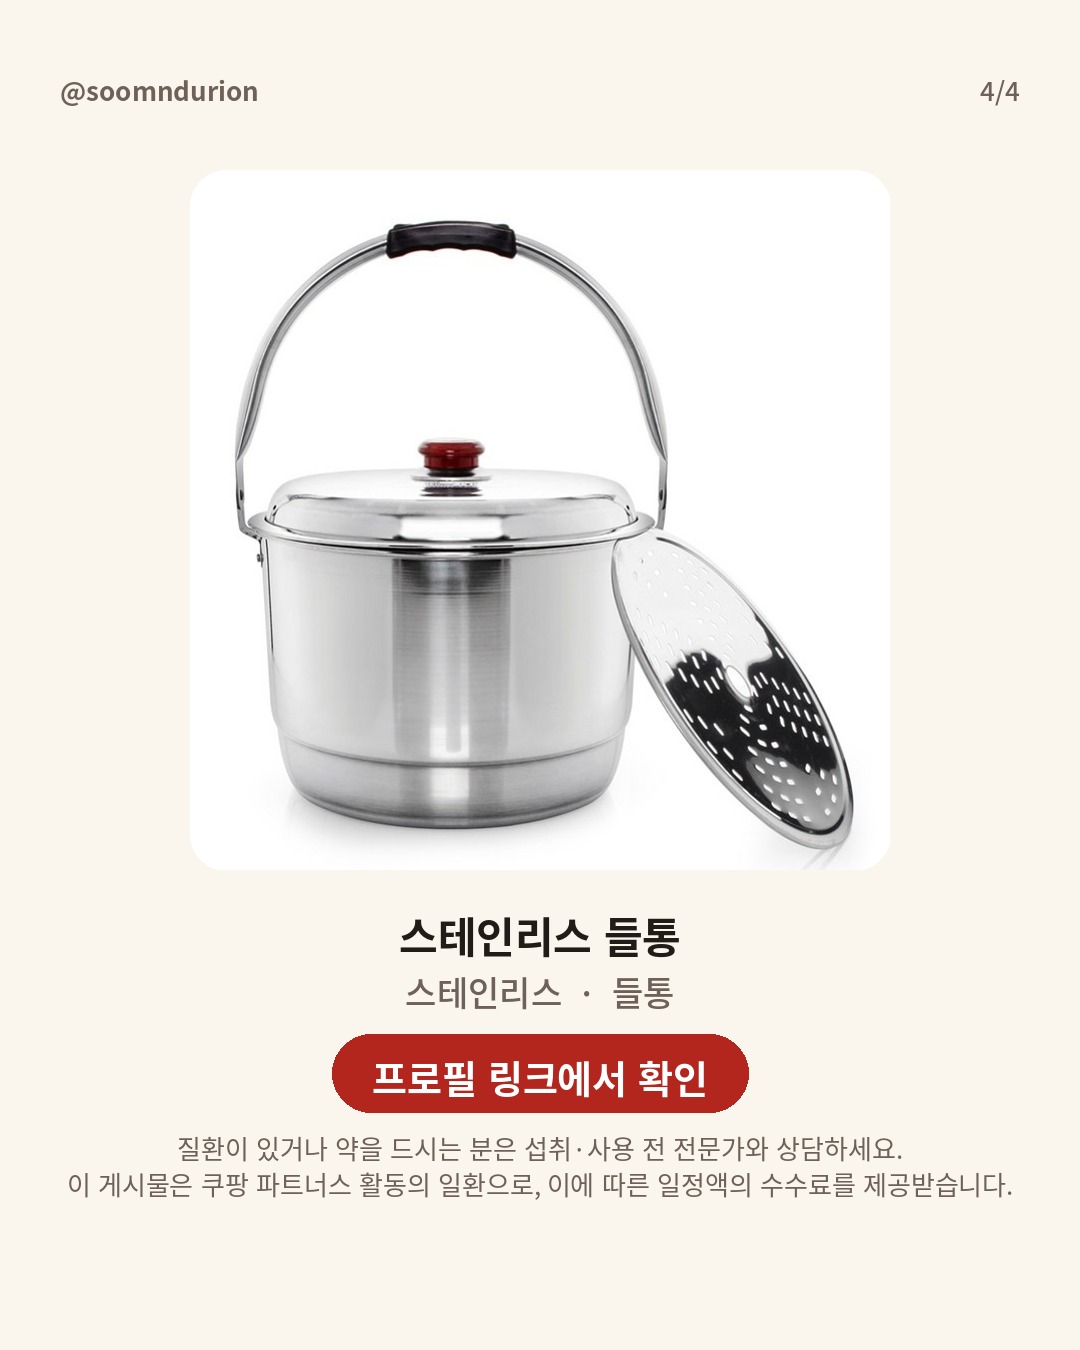 @soomndurion
4/4
스테인리스 들통
스테인리스 · 들통
프로필 링크에서 확인
질환이 있거나 약을 드시는 분은 섭취·사용 전 전문가와 상담하세요.
이 게시물은 쿠팡 파트너스 활동의 일환으로, 이에 따른 일정액의 수수료를 제공받습니다.